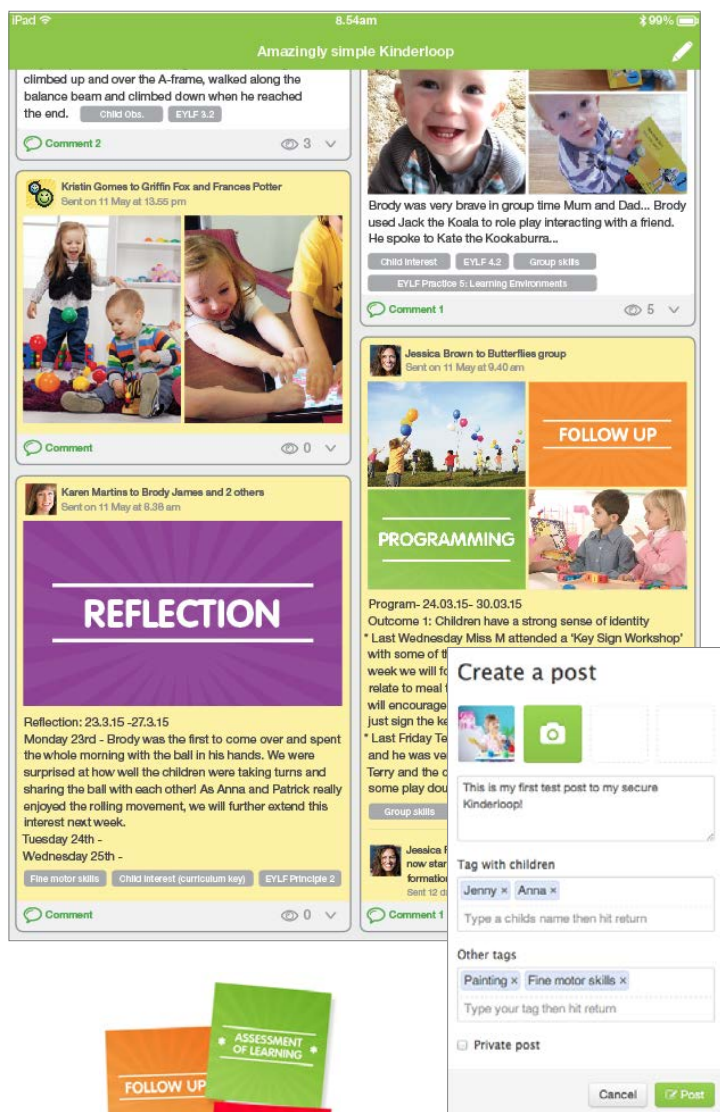 iPad
8.54am
99%
Amazingly simple Kinderloop
climbed up and over the A-frame, walked along the
balance beam and climbed down when he reached
the end. Child Obs. EYLF 3.2
Comment 2
3
Kristin Gomes to Griffin Fox and Frances Potter
Sent on 11 May at 13.55 pm
Comment
0
Karen Martins to Brody James and 2 others
Sent on 11 May at 8.38 am
REFLECTION
Reflection: 23.3.15 -27.3.15
Monday 23rd - Brody was the first to come over and spent
the whole morning with the ball in his hands. We were
surprised at how well the children were taking turns and
sharing the ball with each other! As Anna and Patrick really
enjoyed the rolling movement, we will further extend this
interest next week.
Tuesday 24th -
Wednesday 25th -
Fine motor skills Child Interest (curriculum key) EYLF Principle 2
Comment
0
Brody was very brave in group time Mum and Dad... Brody
used Jack the Koala to role play interacting with a friend.
He spoke to Kate the Kookaburra...
Child Interest EYLF 4.2 Group skills
EYLF Practice 5: Learning Environments
Comment 1
5
Jessica Brown to Butterflies group
Sent on 11 May at 9.40 am
FOLLOW UP
PROGRAMMING
Program- 24.03.15- 30.03.15
Outcome 1: Children have a strong sense of identity
* Last Wednesday Miss M attended a 'Key Sign Workshop'
with some of
week we will
relate to meal
will encourage
just sign the
* Last Friday
and he was
Terry and the
some play
Group skills
Jessica
now
Sent 12
Comment 1
Create a post
This is my first test post to my secure
Kinderloop!
Tag with children
Jenny × Anna ×
Type a childs name then hit return
Other tags
Painting × Fine motor skills ×
Type your tag then hit return
Private post
Cancel Post
ASSESSMENT
OF LEARNING
FOLLOW UP